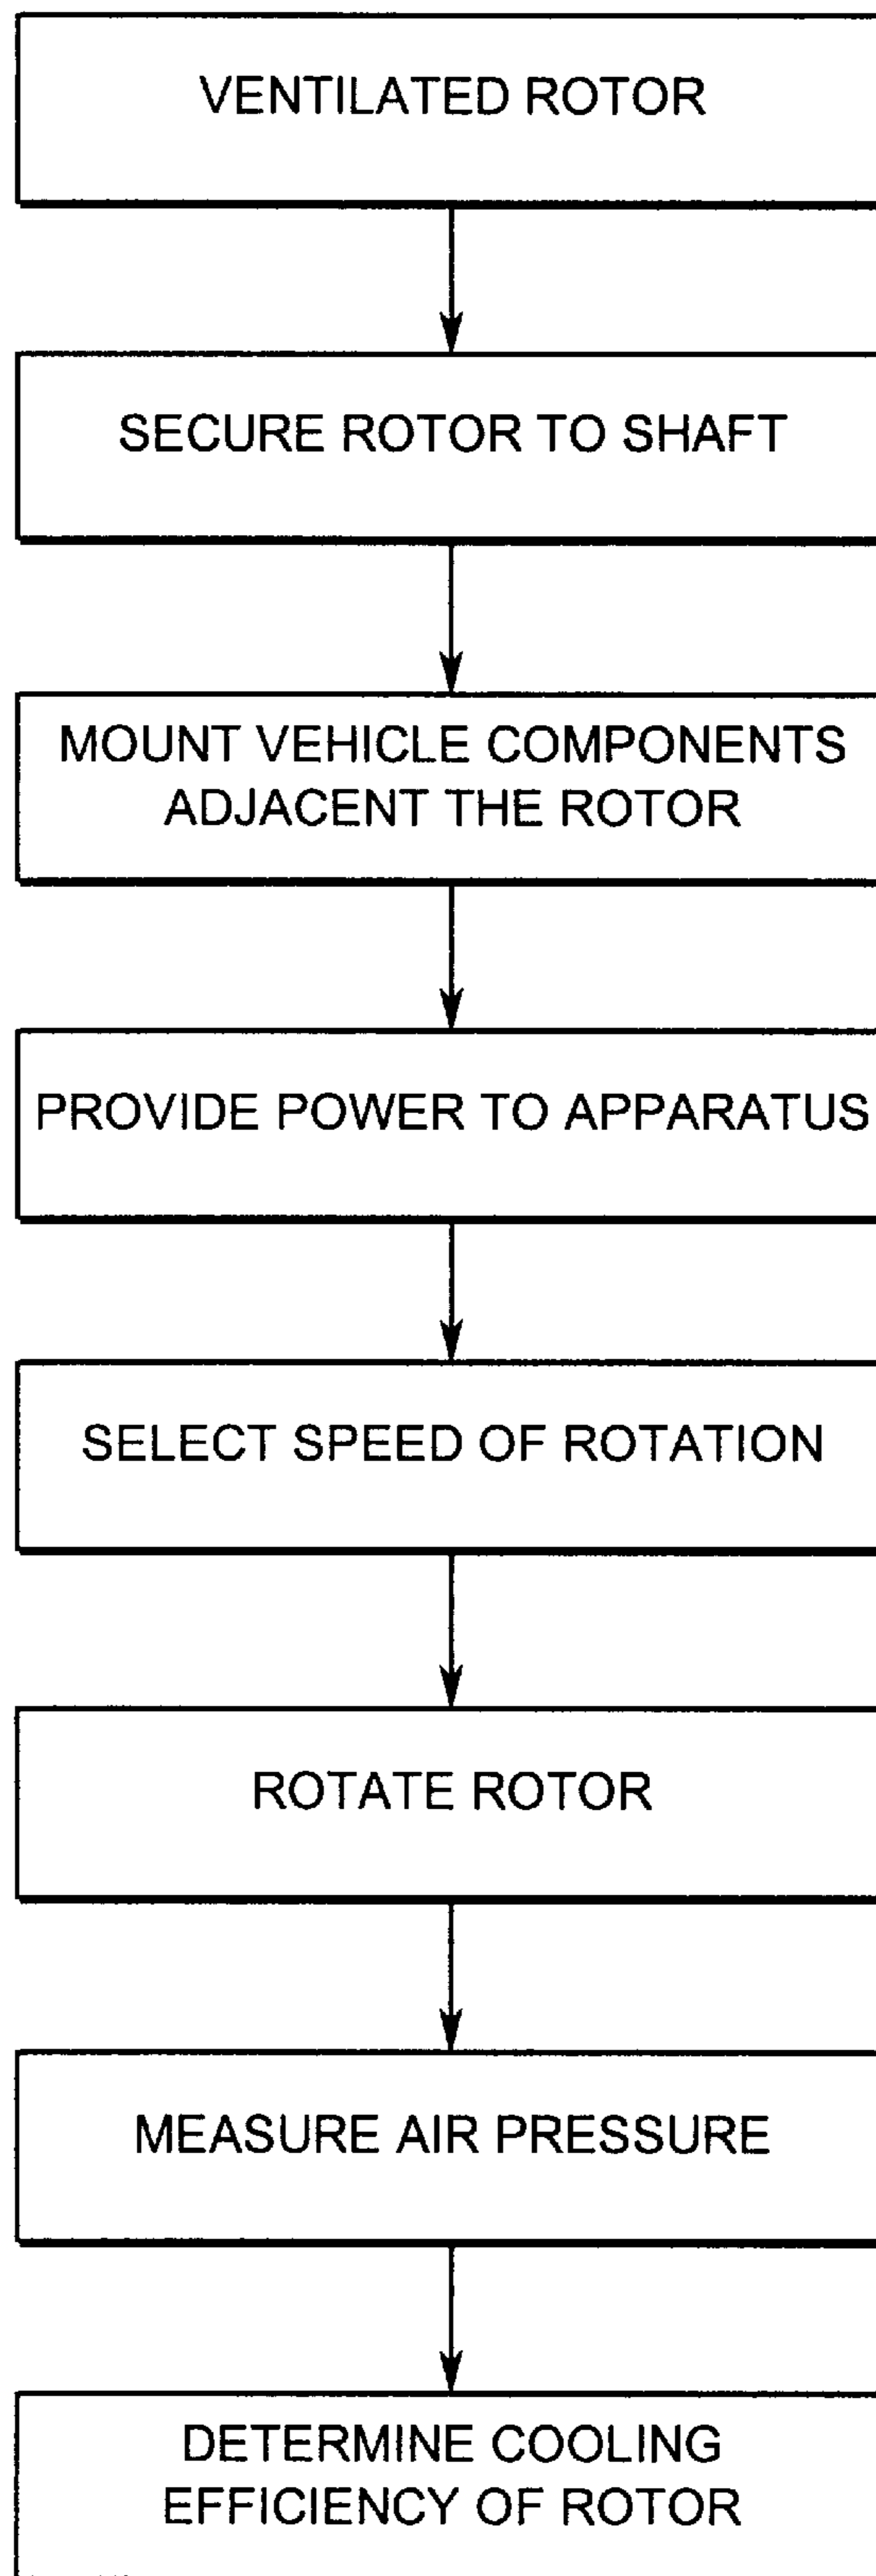 VENTILATED ROTOR
SECURE ROTOR TO SHAFT
MOUNT VEHICLE COMPONENTS
ADJACENT THE ROTOR
PROVIDE POWER TO APPARATUS
SELECT SPEED OF ROTATION
ROTATE ROTOR
MEASURE AIR PRESSURE
DETERMINE COOLING
EFFICIENCY OF ROTOR